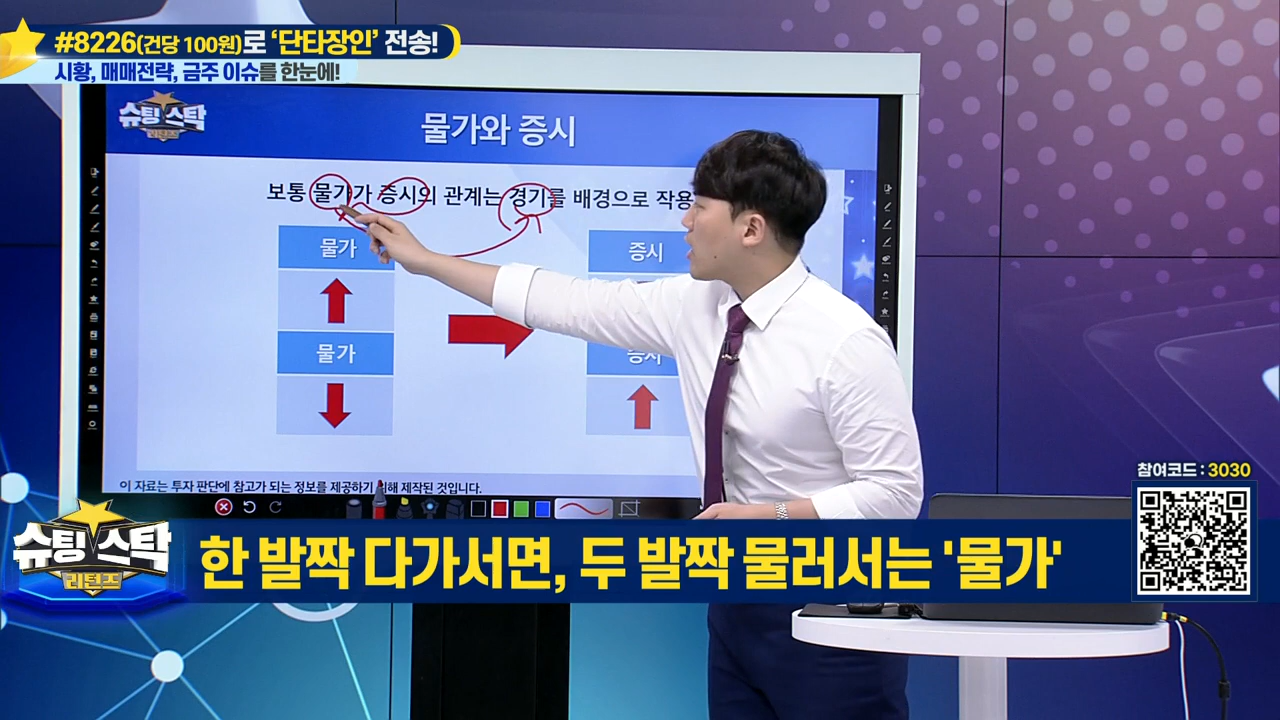 #8226(건당 100원)로 '단타장인' 전송!
시황, 매매전략, 금주 이슈를 한눈에!
슈팅 스탁
리턴즈
물가와 증시
보통 물가가 증시의 관계는 경기를 배경으로 작용
물가
증시
물가
증시
이 자료는 투자 판단에 참고가 되는 정보를 제공하기 위해 제작된 것입니다.
참여코드 : 3030
슈팅 스탁
리턴즈
한 발짝 다가서면, 두 발짝 물러서는 '물가'